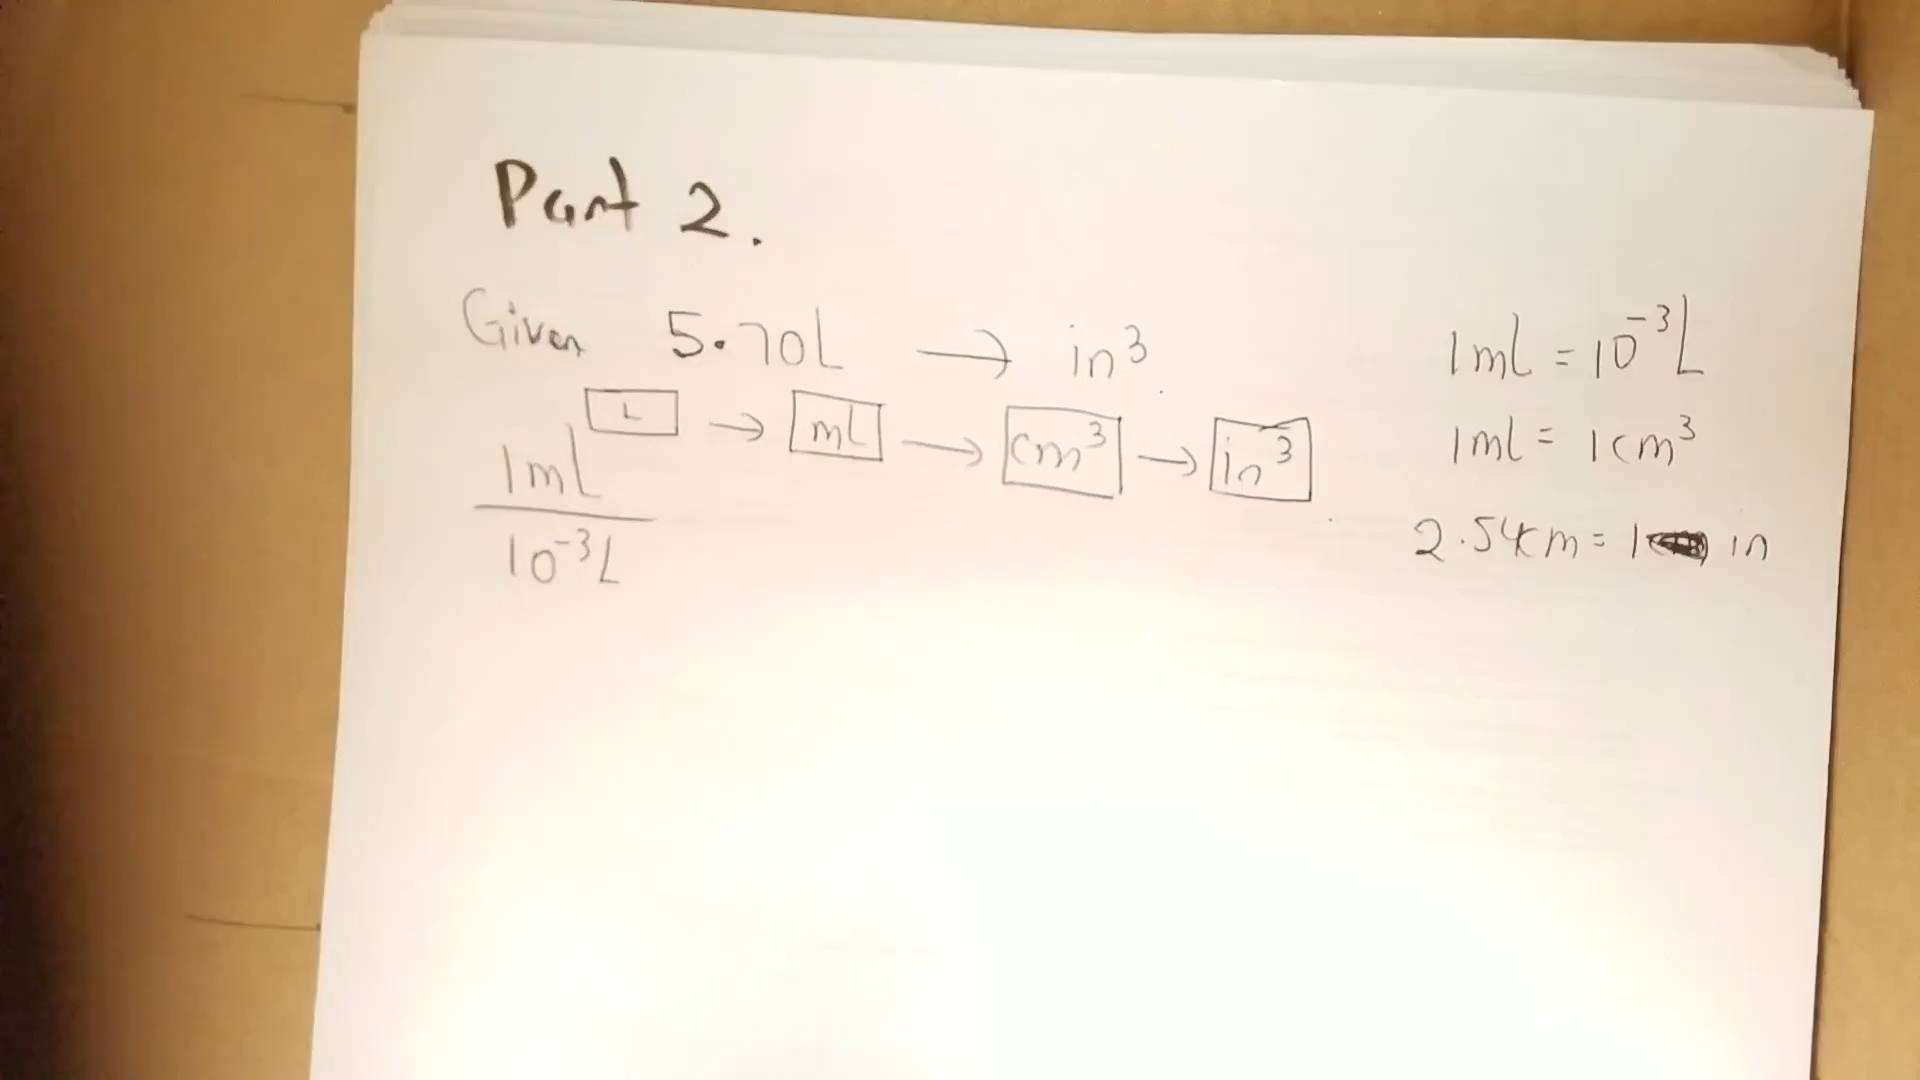 Part 2.
Given 5.70L → in³
L → ml → cm³ → in³
1ml
10⁻³L
1ml = 10⁻³L
1ml = 1cm³
2.54cm = 1 in